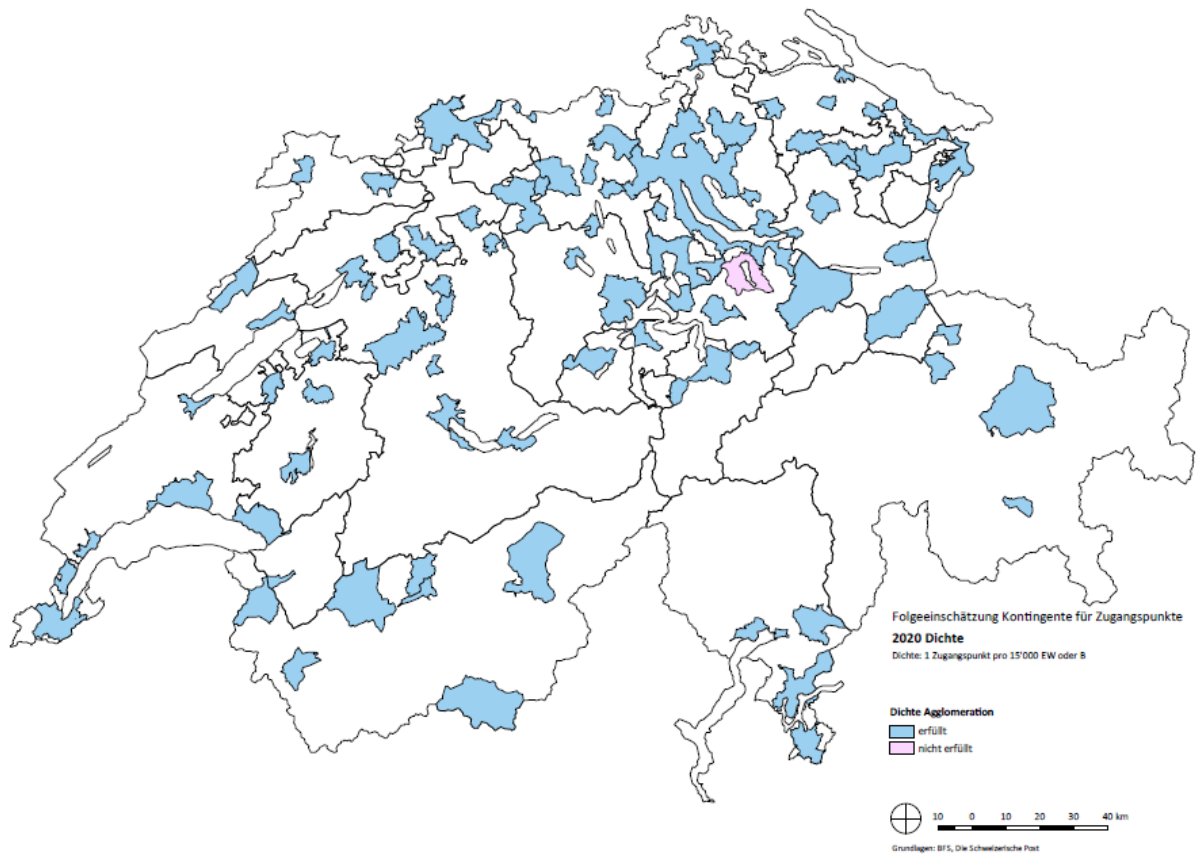 Folgeeinschätzung Kontingente für Zugangspunkte
2020 Dichte
Dichte: 1 Zugangspunkt pro 15'000 EW oder B
Dichte Agglomeration
erfüllt
nicht erfüllt
10 0 10 20 30 40 km
Grundlagen: BFS, Die Schweizerische Post